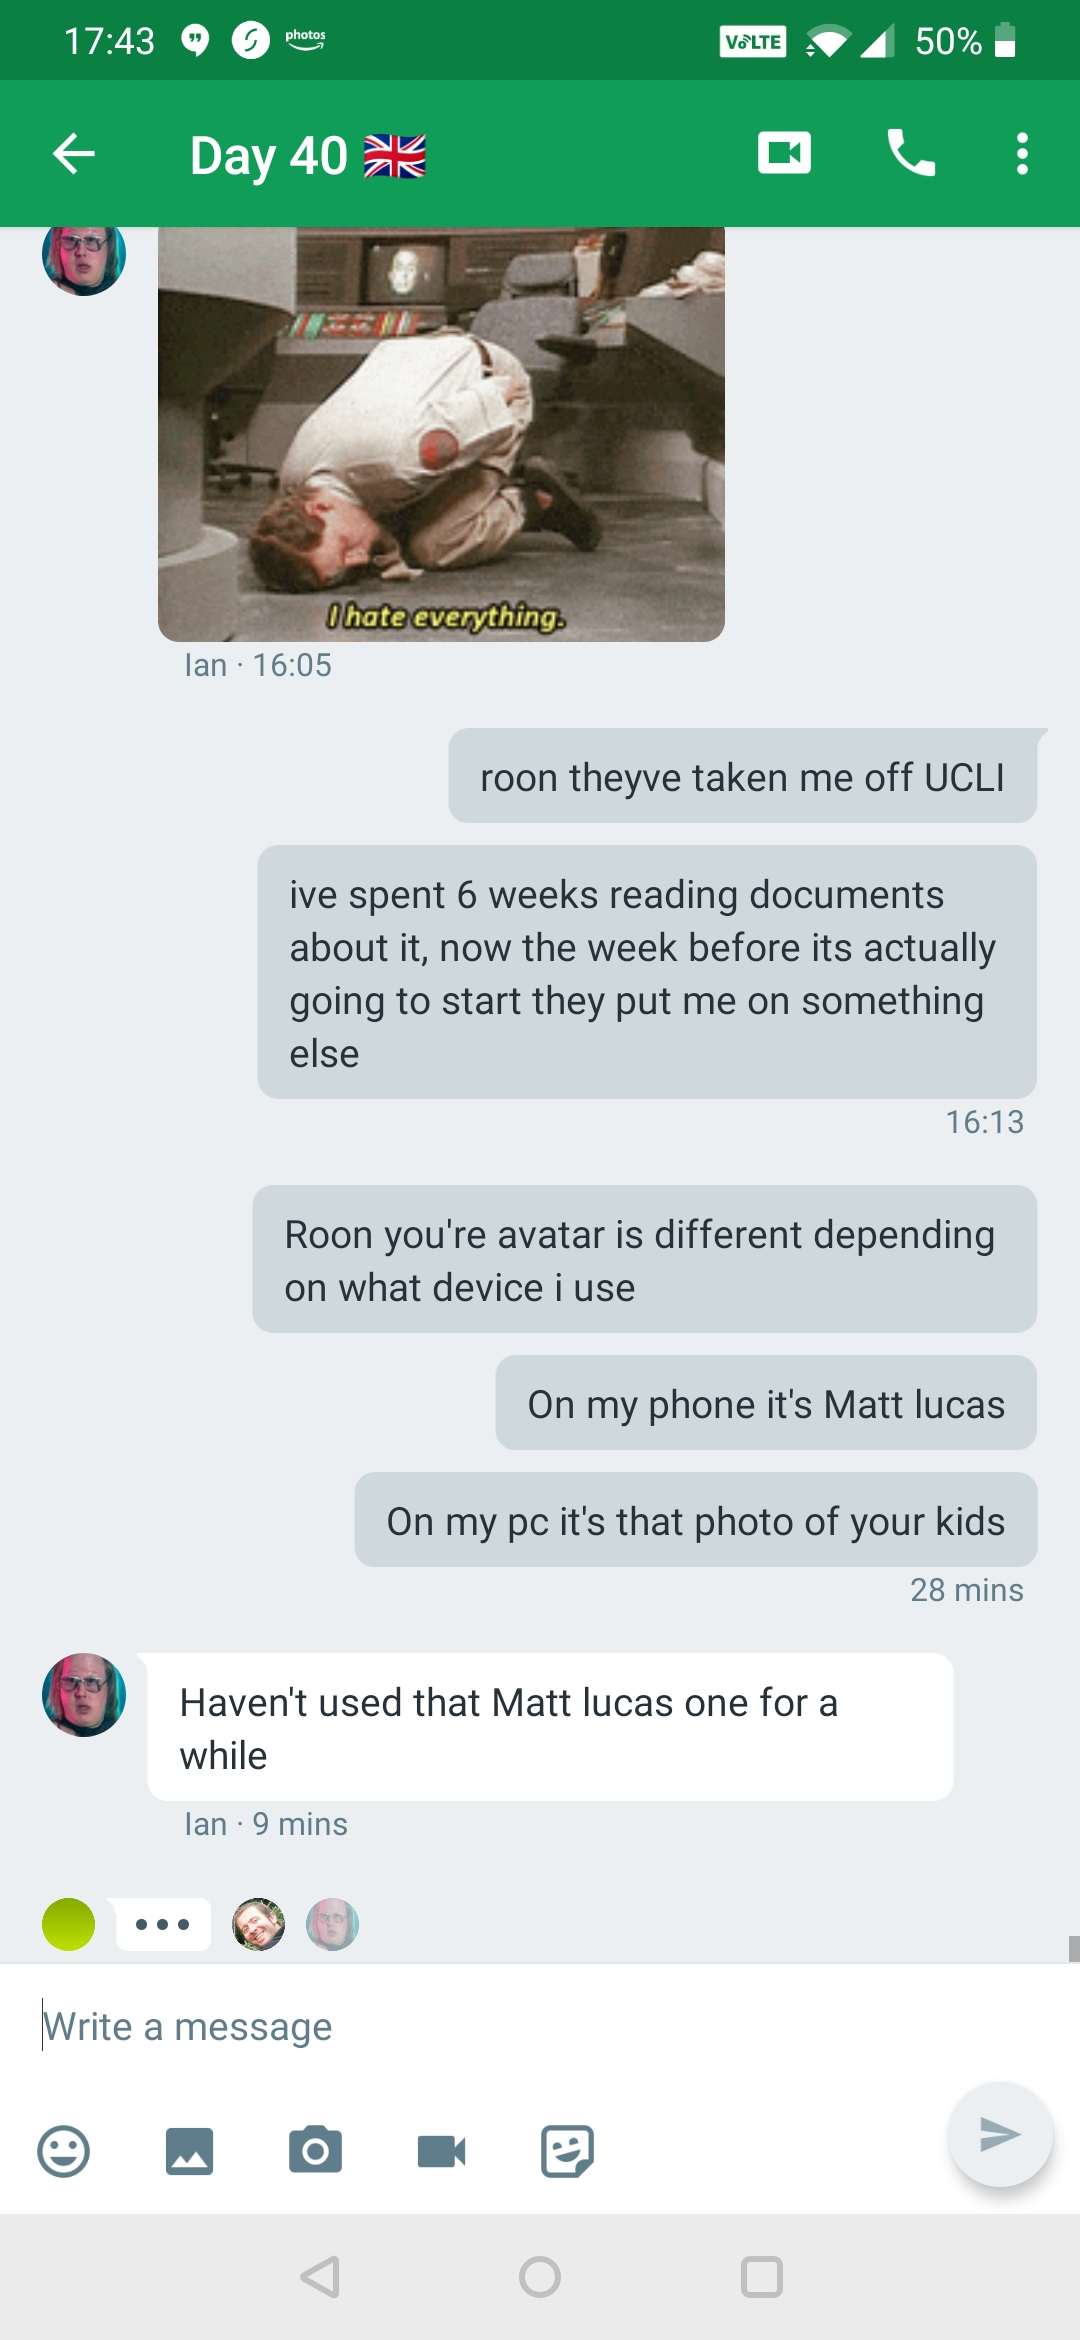 17:43 photos VoLTE 50%
Day 40 🇬🇧
I hate everything.
Ian · 16:05
roon theyve taken me off UCLI
ive spent 6 weeks reading documents
about it, now the week before its actually
going to start they put me on something
else
16:13
Roon you're avatar is different depending
on what device i use
On my phone it's Matt lucas
On my pc it's that photo of your kids
28 mins
Haven't used that Matt lucas one for a
while
Ian · 9 mins
Write a message